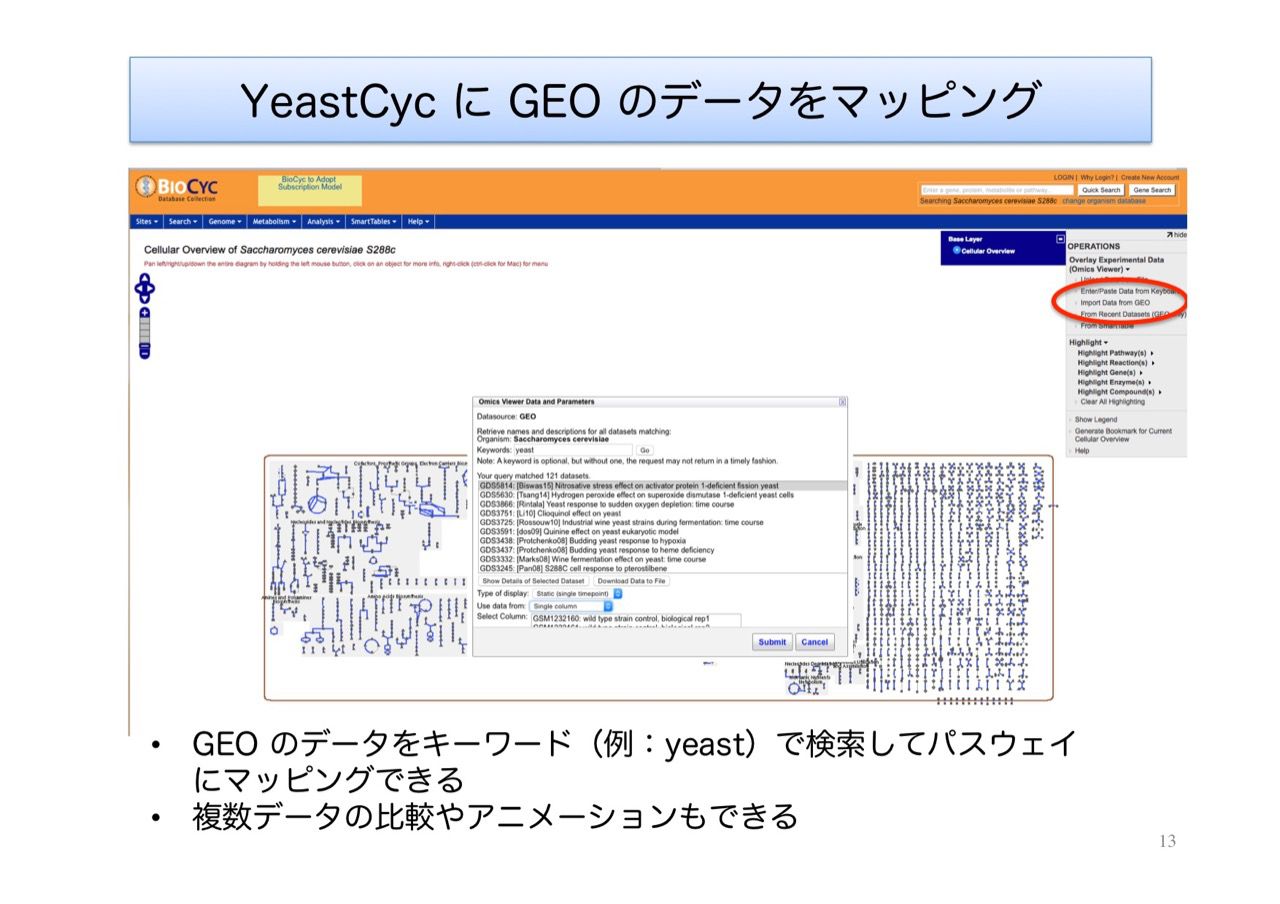 YeastCyc に GEO のデータをマッピング
BIOCYC
Database Collection
BioCyc to Adopt
Subscription Model
LOGIN | Why Login? | Create New Account
Enter a gene, protein, metabolite or pathway...
Quick Search
Gene Search
Searching Saccharomyces cerevisiae S288c change organism database
Sites Search Genome Metabolism Analysis SmartTables Help
Cellular Overview of Saccharomyces cerevisiae S288c
Pan left/right/up/down the entire diagram by holding the left mouse button, click on an object for more info, right-click (ctrl-click for Mac) for menu
Base Layer
Cellular Overview
hide
OPERATIONS
Overlay Experimental Data
(Omics Viewer)
Enter/Paste Data from Keyboa
Import Data from GEO
From Recent Datasets (GEO only)
From SmartTable
Highlight
Highlight Pathway(s)
Highlight Reaction(s)
Highlight Gene(s)
Highlight Enzyme(s)
Highlight Compound(s)
Clear All Highlighting
Show Legend
Generate Bookmark for Current
Cellular Overview
Help
Omics Viewer Data and Parameters
Datasource: GEO
Retrieve names and descriptions for all datasets matching:
Organism: Saccharomyces cerevisiae
Keywords: yeast Go
Note: A keyword is optional, but without one, the request may not return in a timely fashion.
Your query matched 121 datasets.
GDS5814: [Biswas15] Nitrosative stress effect on activator protein 1-deficient fission yeast
GDS5630: [Tsang14] Hydrogen peroxide effect on superoxide dismutase 1-deficient yeast cells
GDS3866: [Rintala] Yeast response to sudden oxygen depletion: time course
GDS3751: [Li10] Clioquinol effect on yeast
GDS3725: [Rossouw10] Industrial wine yeast strains during fermentation: time course
GDS3591: [dos09] Quinine effect on yeast eukaryotic model
GDS3438: [Protchenko08] Budding yeast response to hypoxia
GDS3437: [Protchenko08] Budding yeast response to heme deficiency
GDS3332: [Marks08] Wine fermentation effect on yeast: time course
GDS3245: [Pan08] S288C cell response to pterostilbene
Show Details of Selected Dataset
Download Data to File
Type of display: Static (single timepoint)
Use data from: Single column
Select Column: GSM1232160: wild type strain control, biological rep1
Submit
Cancel
Amino Acids Biosynthesis
• GEO のデータをキーワード（例：yeast）で検索してパスウェイ
にマッピングできる
• 複数データの比較やアニメーションもできる
13